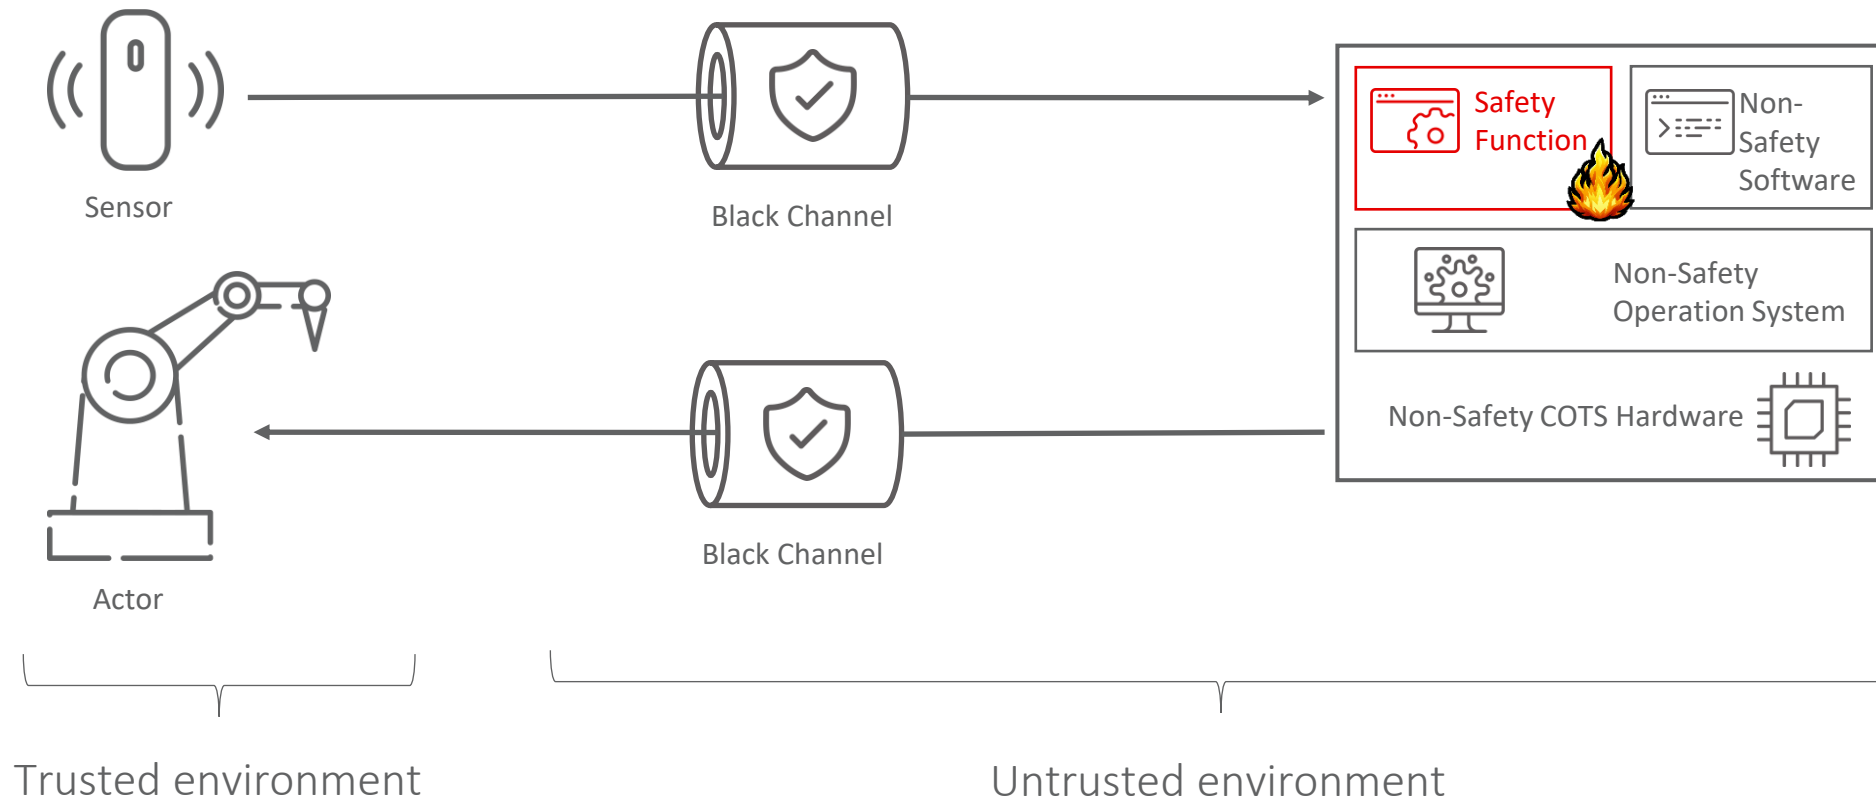 Sensor
Black Channel
Safety
Function
Non-
Safety
Software
Non-Safety
Operation System
Non-Safety COTS Hardware
Black Channel
Actor
Trusted environment
Untrusted environment